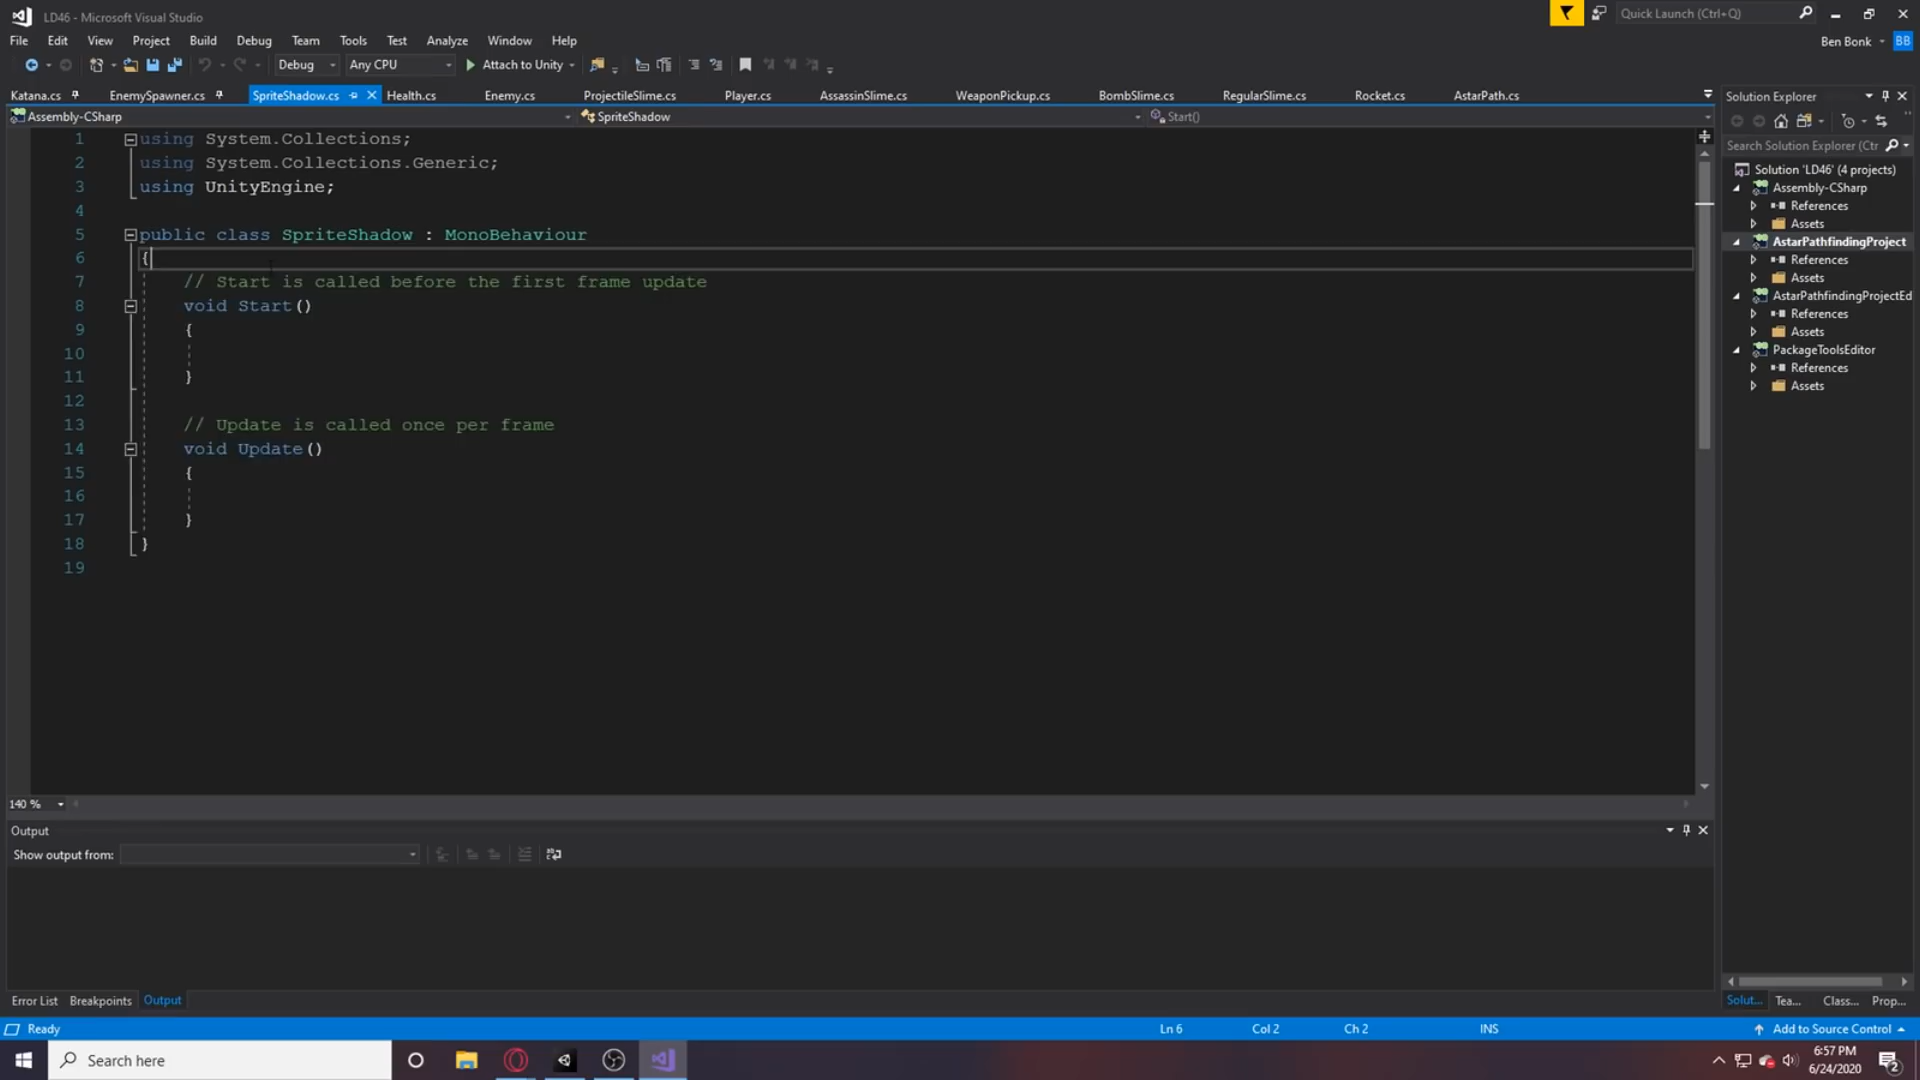 LD46 - Microsoft Visual Studio
Quick Launch (Ctrl+Q)
File Edit View Project Build Debug Team Tools Test Analyze Window Help
Ben Bonk BB
Debug Any CPU Attach to Unity
Katana.cs EnemySpawner.cs SpriteShadow.cs Health.cs Enemy.cs ProjectileSlime.cs Player.cs AssassinSlime.cs WeaponPickup.cs BombSlime.cs RegularSlime.cs Rocket.cs AstarPath.cs
Assembly-CSharp SpriteShadow Start()
1 using System.Collections;
2 using System.Collections.Generic;
3 using UnityEngine;
4
5 public class SpriteShadow : MonoBehaviour
6 {
7 // Start is called before the first frame update
8 void Start()
9 {
10
11 }
12
13 // Update is called once per frame
14 void Update()
15 {
16
17 }
18 }
19
140 %
Output
Show output from:
Error List Breakpoints Output
Solution Explorer
Search Solution Explorer (Ctr
Solution 'LD46' (4 projects)
Assembly-CSharp
References
Assets
AstarPathfindingProject
References
Assets
AstarPathfindingProjectEd
References
Assets
PackageToolsEditor
References
Assets
Solut... Tea... Class... Prop...
Ready Ln 6 Col 2 Ch 2 INS Add to Source Control
Search here
6:57 PM
6/24/2020
2